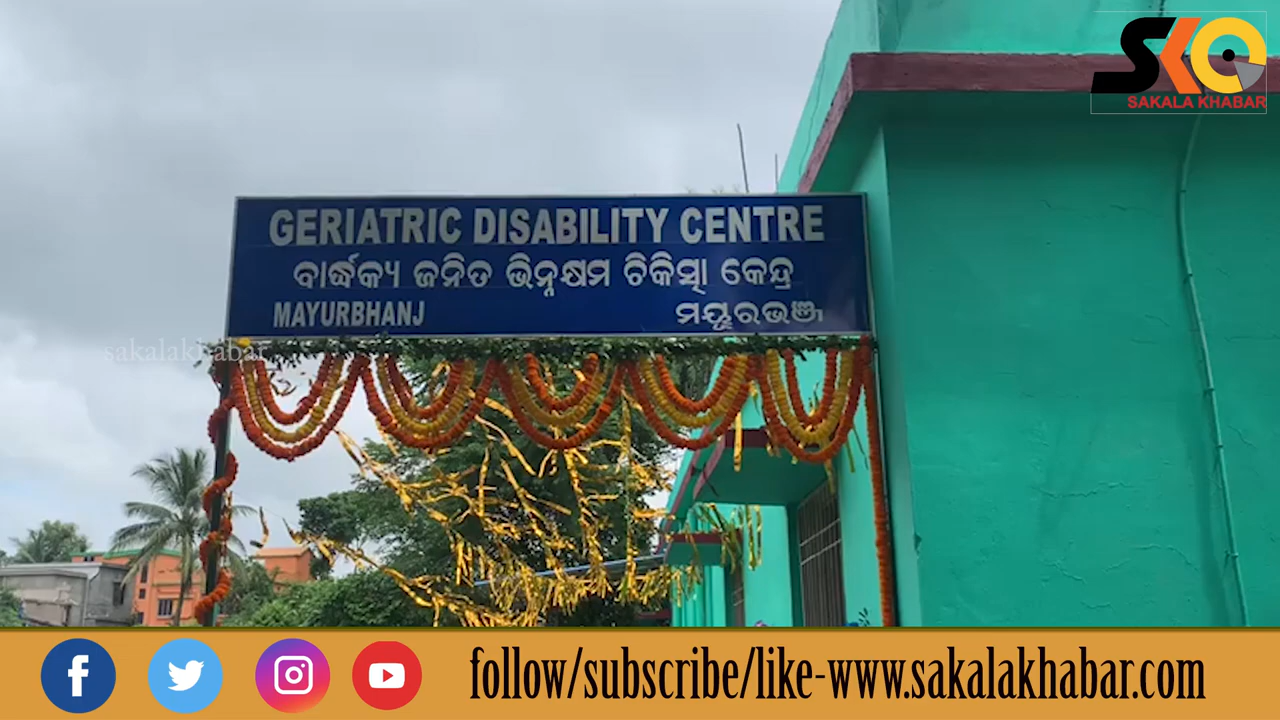 SKO
SAKALA KHABAR
GERIATRIC DISABILITY CENTRE
ବାର୍ଦ୍ଧକ୍ୟ ଜନିତ ଭିନ୍ନକ୍ଷମ ଚିକିତ୍ସା କେନ୍ଦ୍ର
MAYURBHANJ ମୟୂରଭଞ୍ଜ
sakalakhabar
follow/subscribe/like-www.sakalakhabar.com